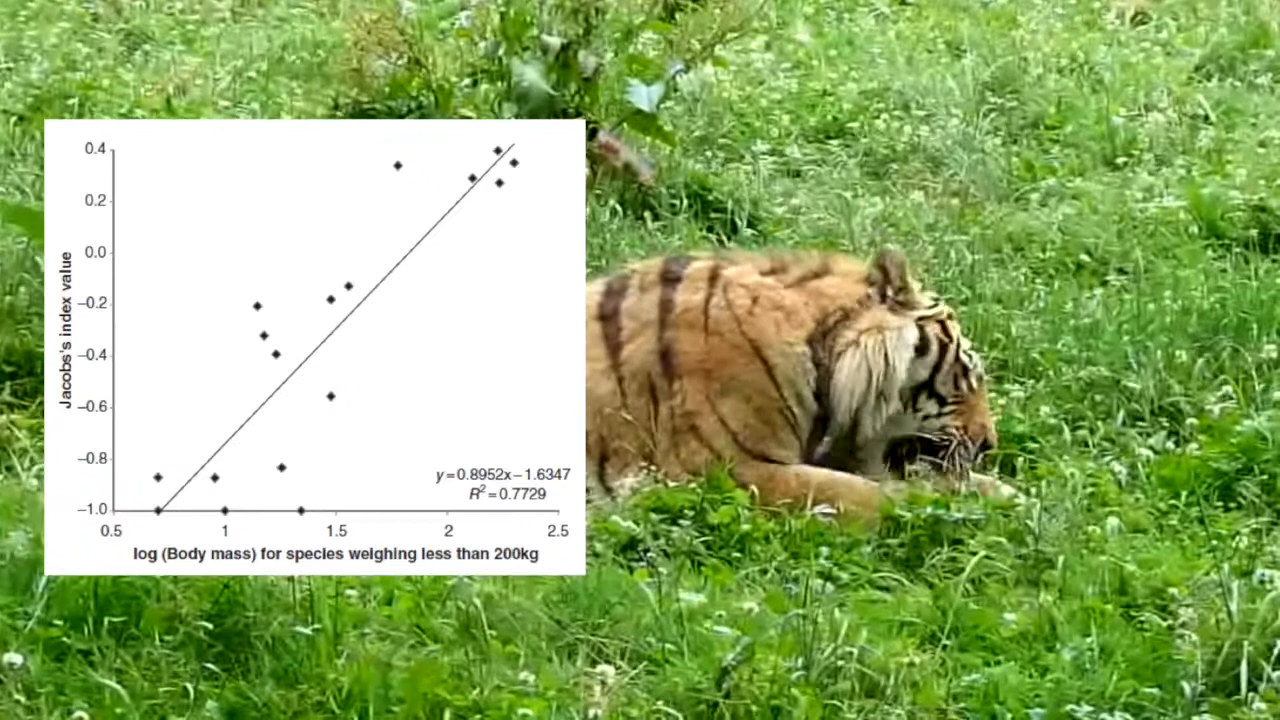 0.4
0.2
0.0
−0.2
−0.4
−0.6
−0.8
−1.0
Jacobs's index value
y=0.8952x−1.6347
R²=0.7729
0.5 1 1.5 2 2.5
log (Body mass) for species weighing less than 200kg